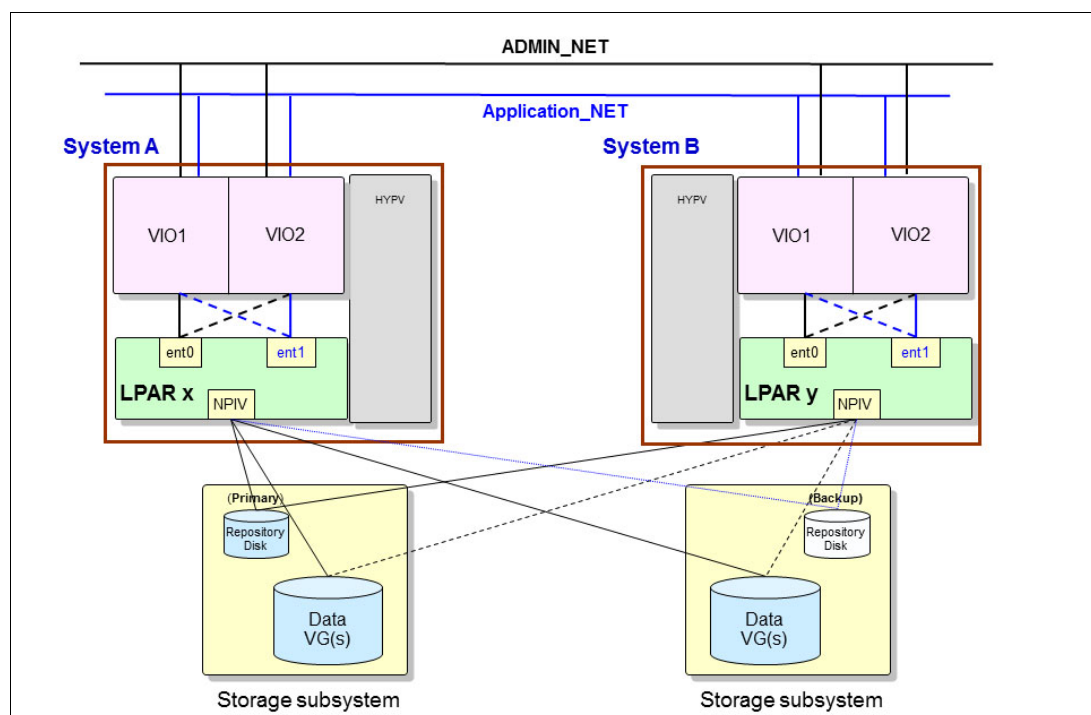 ADMIN_NET
Application_NET
System A
System B
VIO1
VIO2
HYPV
HYPV
VIO1
VIO2
ent0
ent1
LPAR x
NPIV
ent0
ent1
LPAR y
NPIV
(Primary)
Repository
Disk
Data
VG(s)
Storage subsystem
(Backup)
Repository
Disk
Data
VG(s)
Storage subsystem